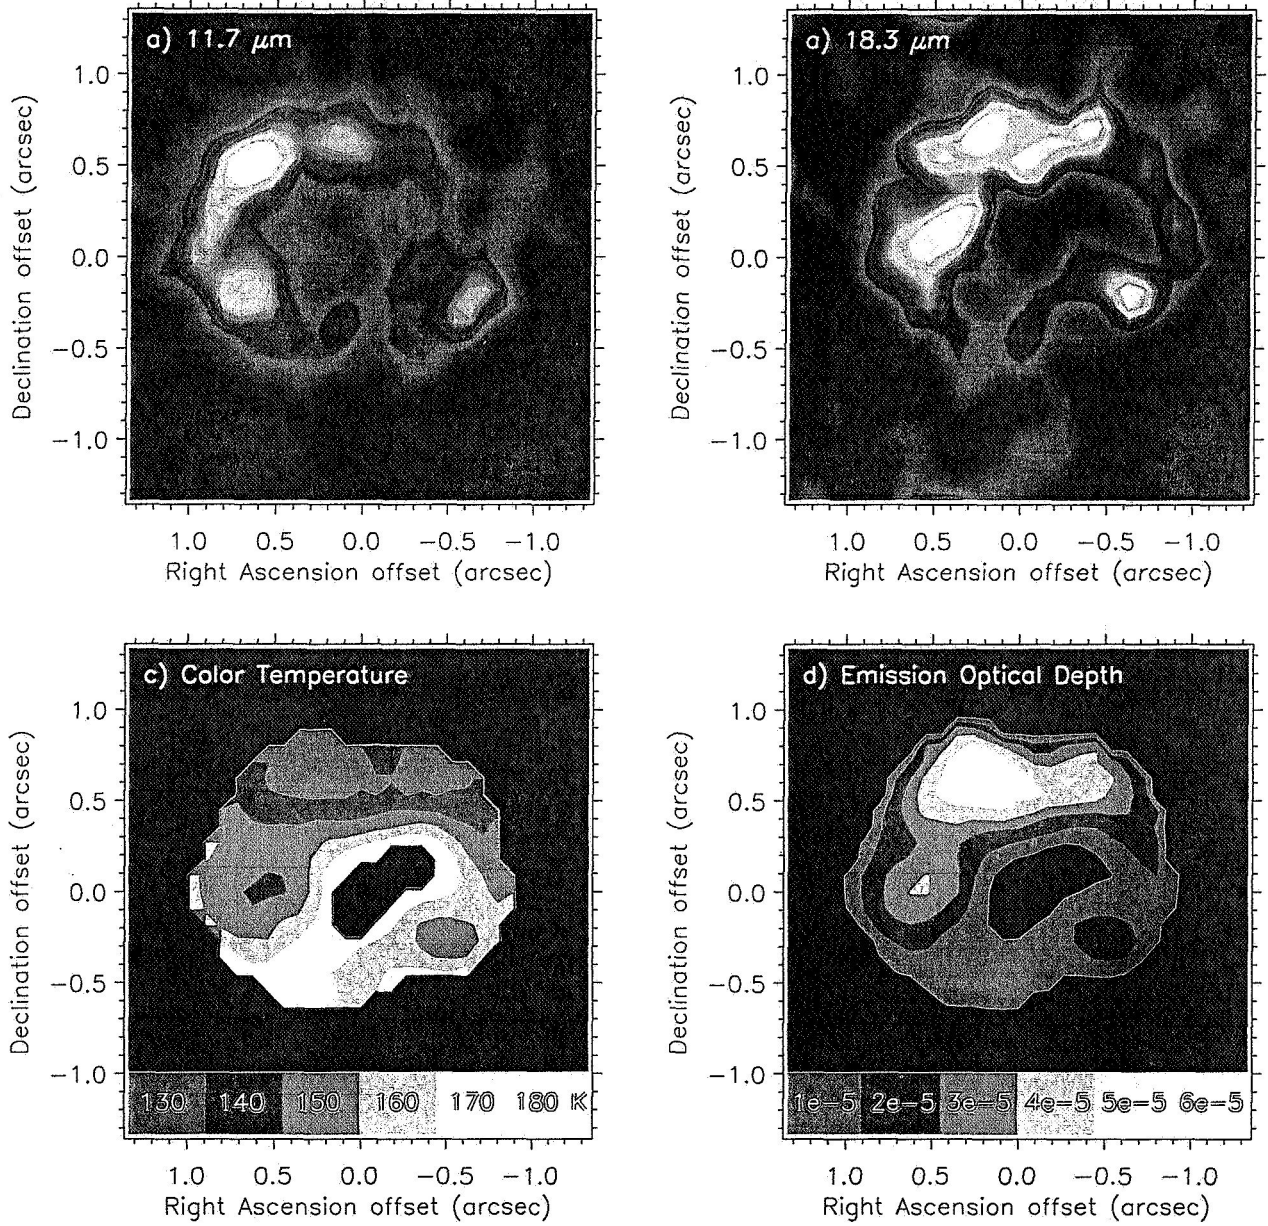 a) 11.7 μm
1.0
0.5
0.0
−0.5
−1.0
Declination offset (arcsec)
1.0 0.5 0.0 −0.5 −1.0
Right Ascension offset (arcsec)
a) 18.3 μm
1.0
0.5
0.0
−0.5
−1.0
Declination offset (arcsec)
1.0 0.5 0.0 −0.5 −1.0
Right Ascension offset (arcsec)
c) Color Temperature
1.0
0.5
0.0
−0.5
−1.0
Declination offset (arcsec)
130 140 150 160 170 180 K
1.0 0.5 0.0 −0.5 −1.0
Right Ascension offset (arcsec)
d) Emission Optical Depth
1.0
0.5
0.0
−0.5
−1.0
Declination offset (arcsec)
1e−5 2e−5 3e−5 4e−5 5e−5 6e−5
1.0 0.5 0.0 −0.5 −1.0
Right Ascension offset (arcsec)